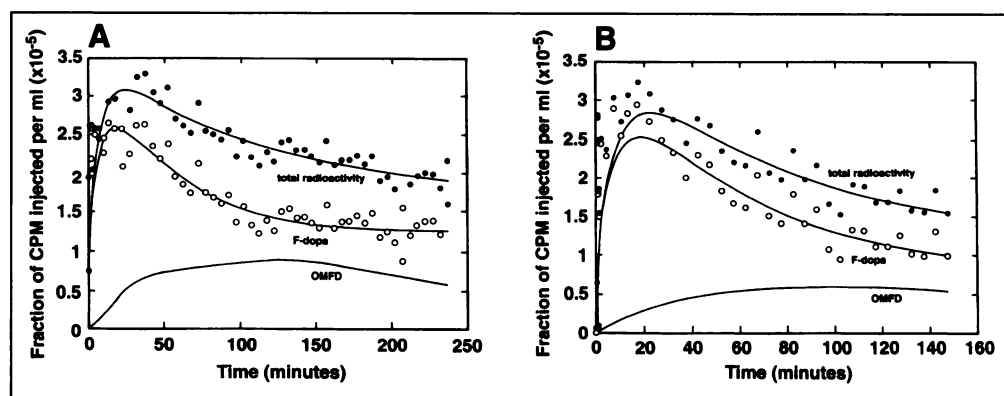 A
Fraction of CPM injected per ml (x10-5)
3.5
3
2.5
2
1.5
1
0.5
0
total radioactivity
F-dopa
OMFD
0 50 100 150 200 250
Time (minutes)
B
Fraction of CPM injected per ml (x10-5)
3.5
3
2.5
2
1.5
1
0.5
0
total radioactivity
F-dopa
OMFD
0 20 40 60 80 100 120 140 160
Time (minutes)